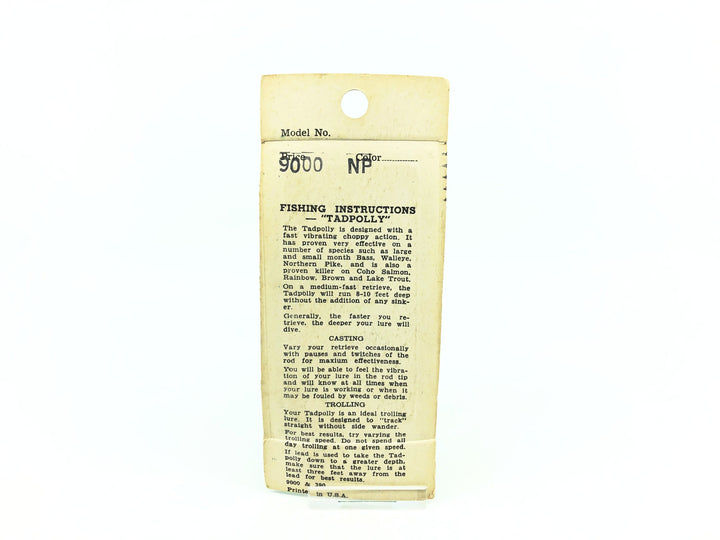 Model No.
Price Color
9000 NP
FISHING INSTRUCTIONS
— "TADPOLLY"
The Tadpolly is designed with a
fast vibrating choppy action. It
has proven very effective on a
number of species such as large
and small month Bass, Walleye,
Northern Pike, and is also a
proven killer on Coho Salmon,
Rainbow, Brown and Lake Trout.
On a medium-fast retrieve, the
Tadpolly will run 8-10 feet deep
without the addition of any sink-
er.
Generally, the faster you re-
trieve, the deeper your lure will
dive.
CASTING
Vary your retrieve occasionally
with pauses and twitches of the
rod for maxium effectiveness.
You will be able to feel the vibra-
tion of your lure in the rod tip
and will know at all times when
your lure is working or when it
may be fouled by weeds or debris.
TROLLING
Your Tadpolly is an ideal trolling
lure. It is designed to "track"
straight without side wander.
For best results, try varying the
trolling speed. Do not spend all
day trolling at one given speed.
If lead is used to take the Tad-
polly down to a greater depth,
make sure that the lure is at
least three feet away from the
lead for best results.
9000 & 390
Printe in U.S.A.